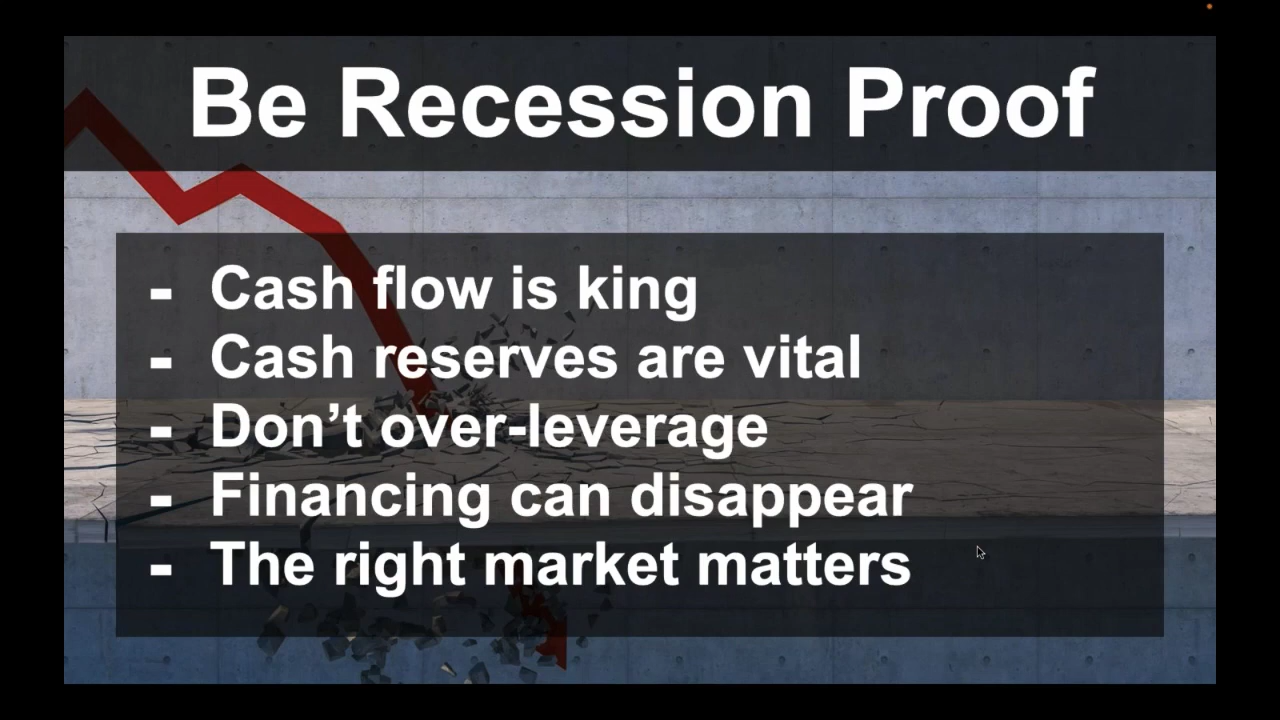 Be Recession Proof
- Cash flow is king
- Cash reserves are vital
- Don’t over-leverage
- Financing can disappear
- The right market matters